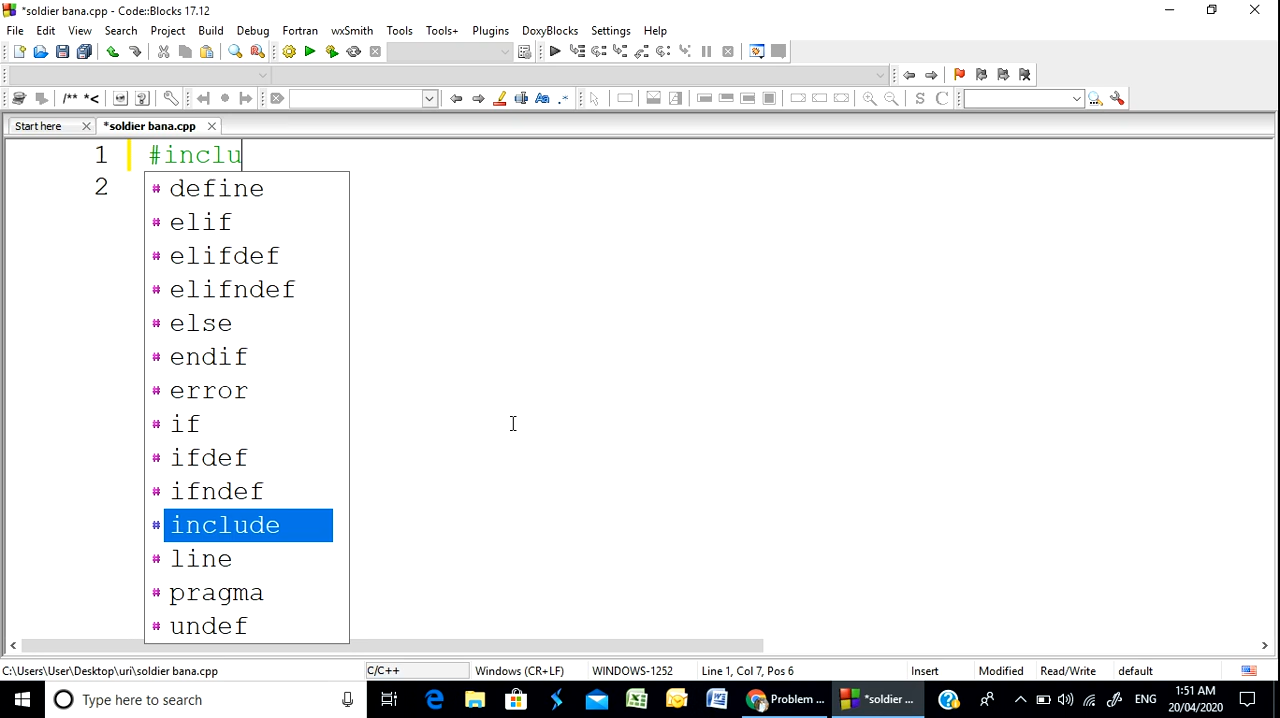 *soldier bana.cpp - Code::Blocks 17.12
File Edit View Search Project Build Debug Fortran wxSmith Tools Tools+ Plugins DoxyBlocks Settings Help
/** *<
Aa .*
S C
Start here *soldier bana.cpp
1 #inclu
2
# define
# elif
# elifdef
# elifndef
# else
# endif
# error
# if
# ifdef
# ifndef
# include
# line
# pragma
# undef
C:\Users\User\Desktop\uri\soldier bana.cpp C/C++ Windows (CR+LF) WINDOWS-1252 Line 1, Col 7, Pos 6 Insert Modified Read/Write default
Type here to search Problem ... *soldier ... ENG 1:51 AM
20/04/2020